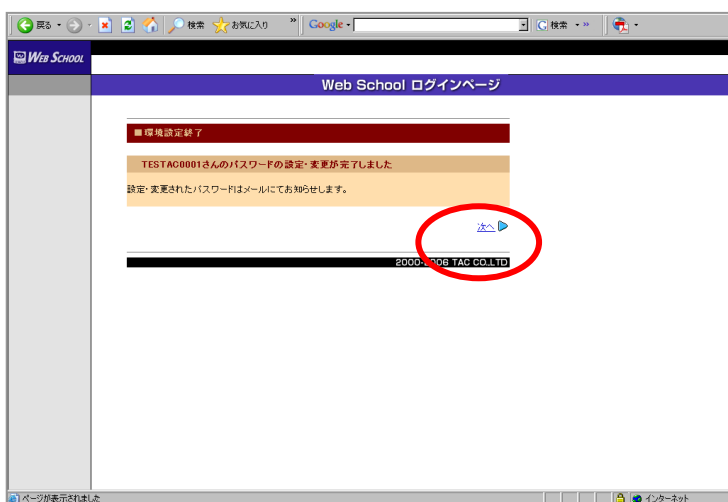 戻る 検索 お気に入り » Google 検索 »
WEB SCHOOL
Web School ログインページ
■環境設定終了
TESTAC0001さんのパスワードの設定・変更が完了しました
設定・変更されたパスワードはメールにてお知らせします。
次へ
2000-2006 TAC CO.,LTD
ページが表示されました インターネット